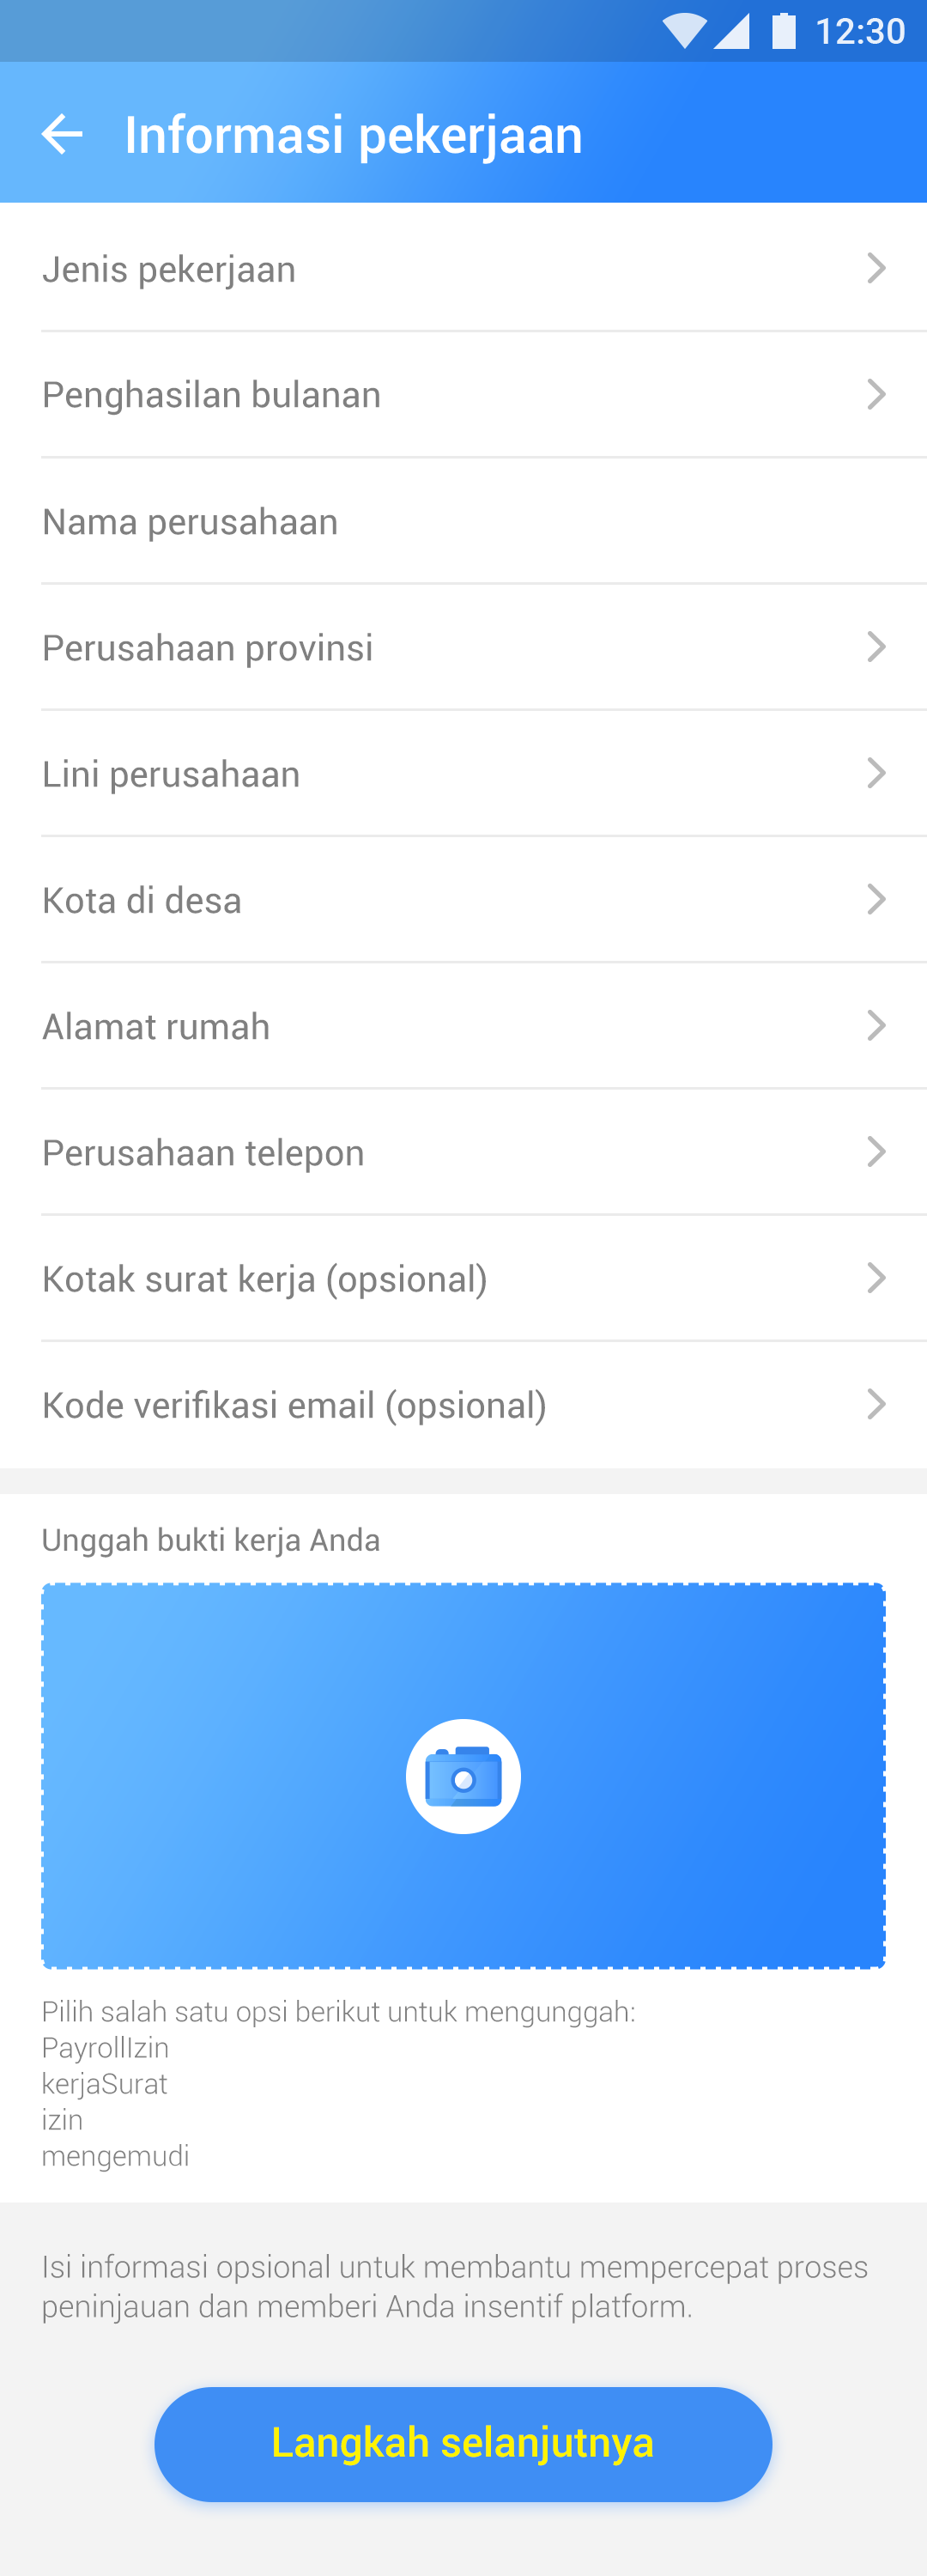 12:30
Informasi pekerjaan
Jenis pekerjaan
Penghasilan bulanan
Nama perusahaan
Perusahaan provinsi
Lini perusahaan
Kota di desa
Alamat rumah
Perusahaan telepon
Kotak surat kerja (opsional)
Kode verifikasi email (opsional)
Unggah bukti kerja Anda
Pilih salah satu opsi berikut untuk mengunggah:
PayrollIzin
kerjaSurat
izin
mengemudi
Isi informasi opsional untuk membantu mempercepat proses
peninjauan dan memberi Anda insentif platform.
Langkah selanjutnya